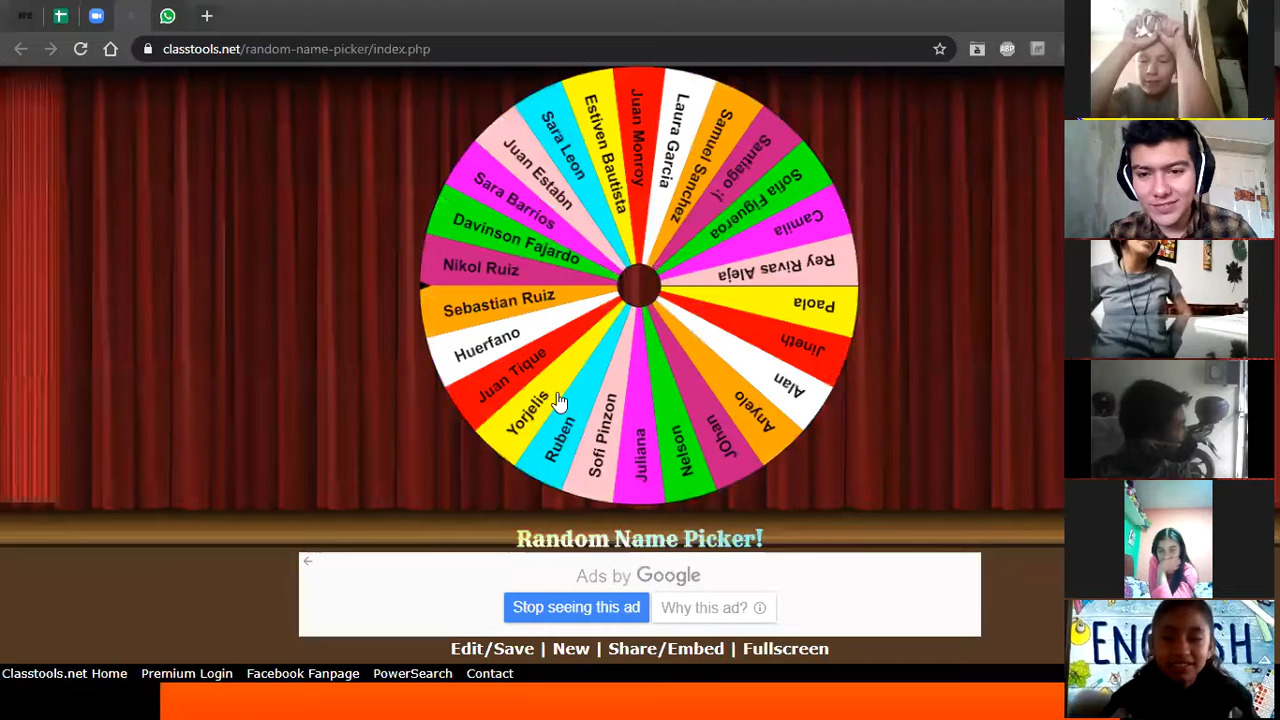 classtools.net/random-name-picker/index.php
ABP
Juan Monroy
Laura Garcia
Samuel Sanchez
Santiago :(
Sofia Figueroa
Camila
Rey Rivas Aleja
Paola
Jineth
Alan
Anyelo
JOhan
Nelson
Juliana
Sofi Pinzon
Ruben
Yorjelis
Juan Tique
Huerfano
Sebastian Ruiz
Nikol Ruiz
Davinson Fajardo
Sara Barrios
Juan Estabn
Sara Leon
Estiven Bautista
Random Name Picker!
Ads by Google
Stop seeing this ad
Why this ad?
Edit/Save | New | Share/Embed | Fullscreen
Classtools.net Home Premium Login Facebook Fanpage PowerSearch Contact